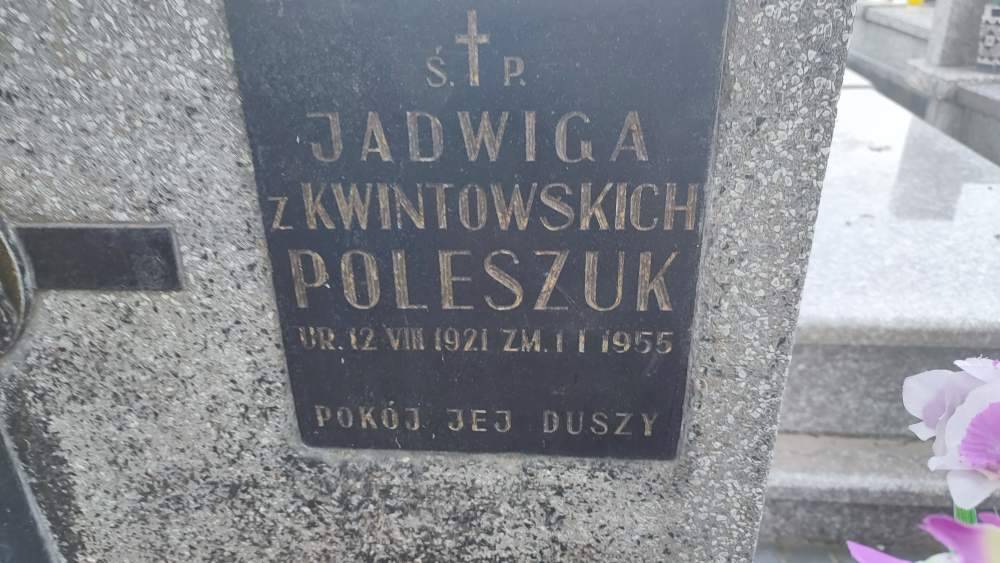 Ś. P.
JADWIGA
z KWINTOWSKICH
POLESZUK
UR. 12 VIII 1921 ZM. 1 I 1955
POKÓJ JEJ DUSZY